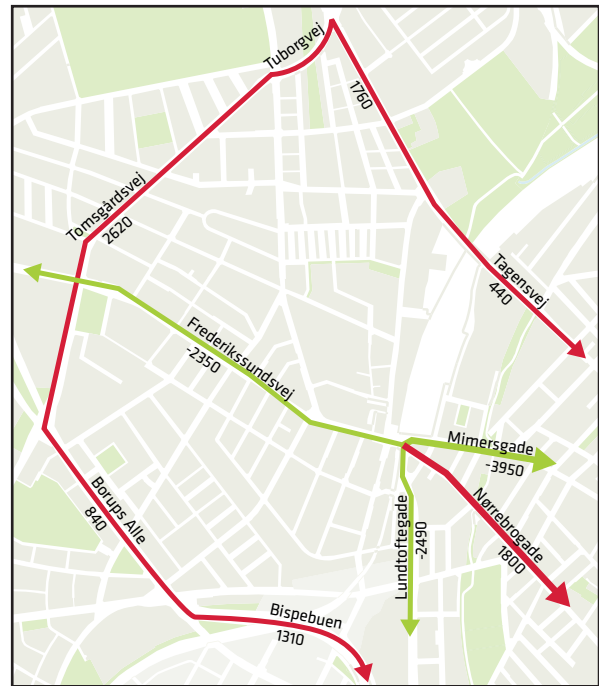 Tuborgvej
1760
Tomsgårdsvej
2620
Tagensvej
440
Frederikssundsvej
-2350
Mimersgade
-3950
Borups Alle
840
Lundtoftegade
-2490
Nørrebrogade
1800
Bispebuen
1310